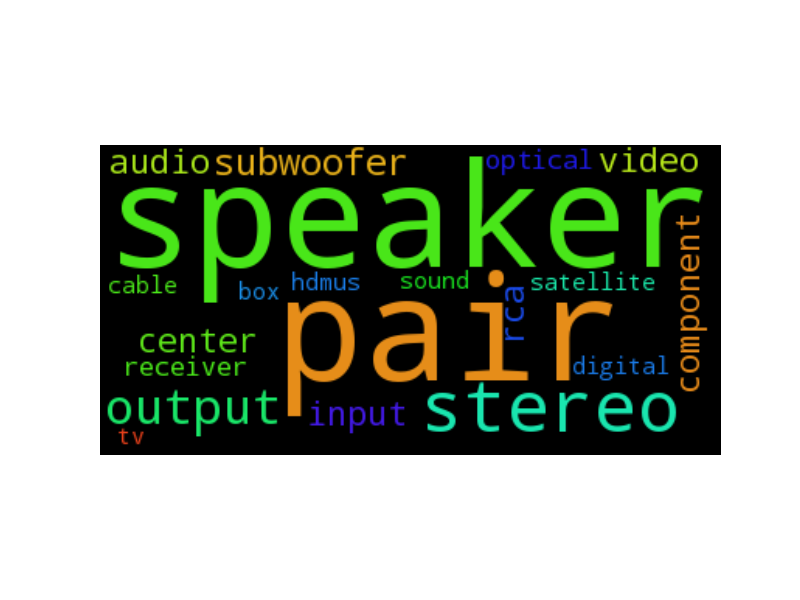 audio subwoofer optical video
speaker
component
cable box hdmus sound satellite
pair
rca
center
receiver
digital
output input stereo
tv